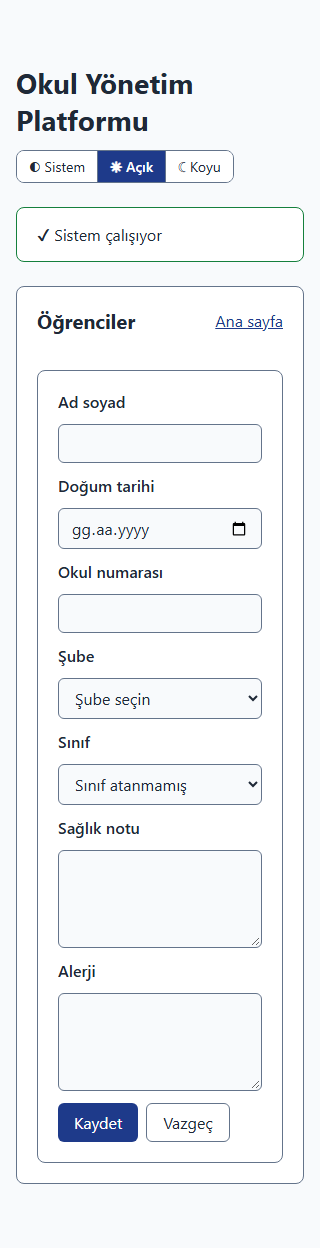 Okul Yönetim
Platformu
◐ Sistem
☀ Açık
☾ Koyu
✓ Sistem çalışıyor
Öğrenciler
Ana sayfa
Ad soyad
Doğum tarihi
gg.aa.yyyy
Okul numarası
Şube
Şube seçin
Sınıf
Sınıf atanmamış
Sağlık notu
Alerji
Kaydet
Vazgeç